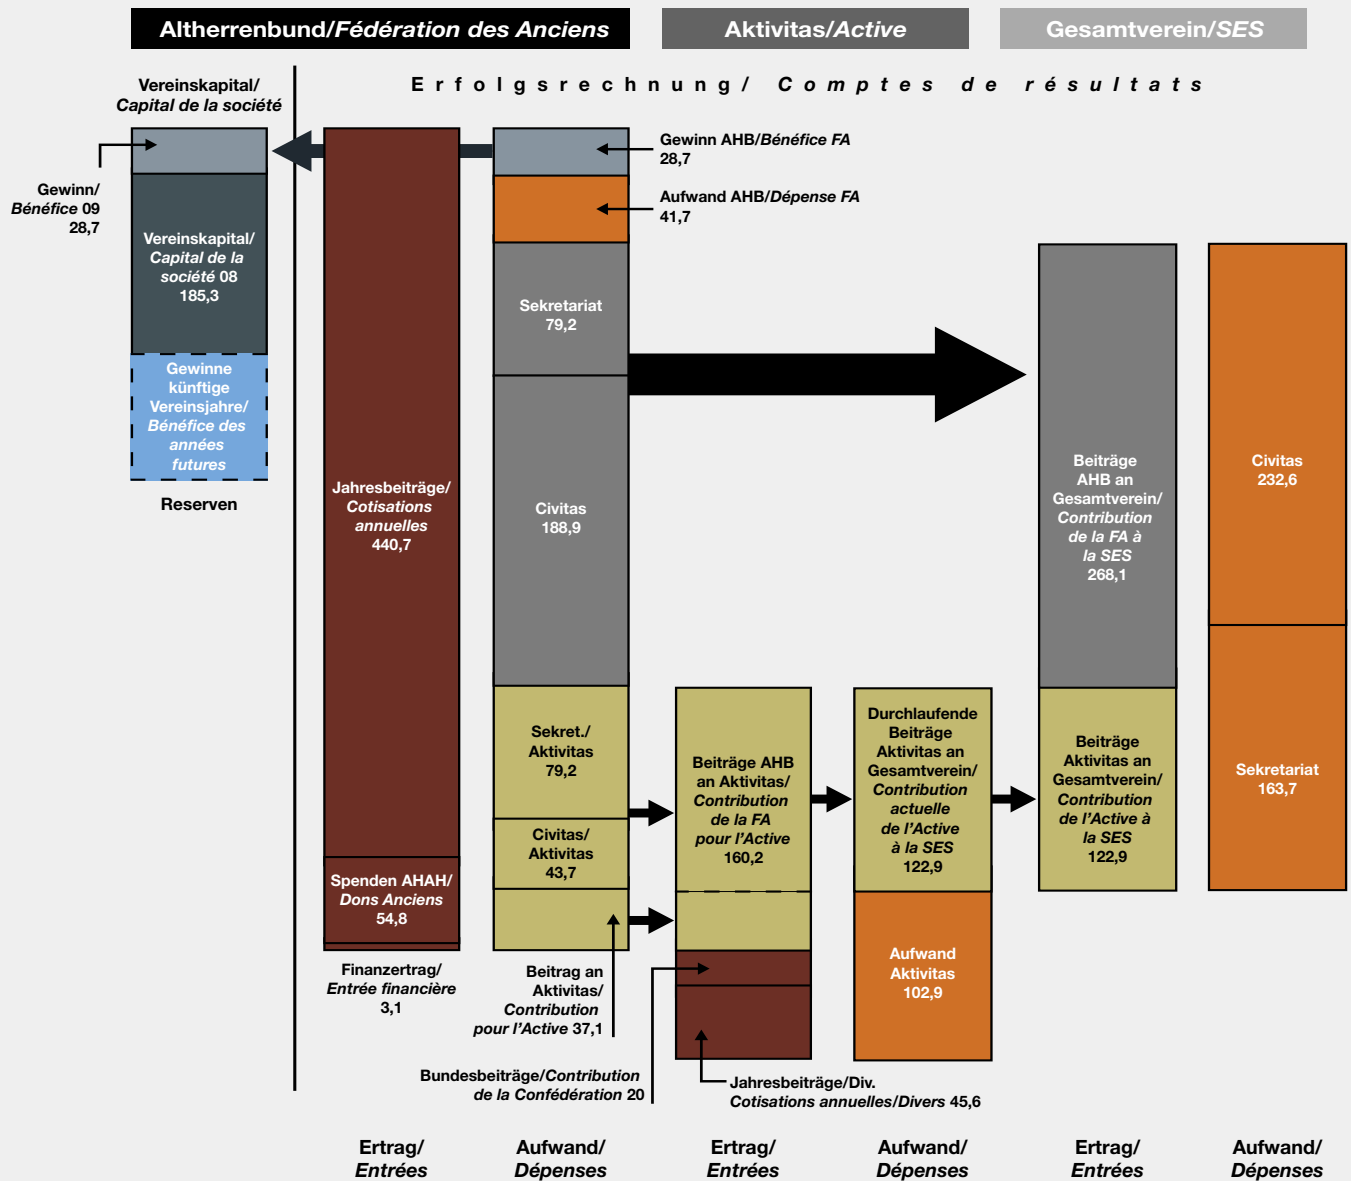 Altherrenbund/Fédération des Anciens
Aktivitas/Active
Gesamtverein/SES
Vereinskapital/
Capital de la société
Erfolgsrechnung/ Comptes de résultats
Gewinn/
Bénéfice 09
28,7
Vereinskapital/
Capital de la
société 08
185,3
Gewinne
künftige
Vereinsjahre/
Bénéfice des
années
futures
Reserven
Jahresbeiträge/
Cotisations
annuelles
440,7
Spenden AHAH/
Dons Anciens
54,8
Finanzertrag/
Entrée financière
3,1
Gewinn AHB/Bénéfice FA
28,7
Aufwand AHB/Dépense FA
41,7
Sekretariat
79,2
Civitas
188,9
Sekret./
Aktivitas
79,2
Civitas/
Aktivitas
43,7
Beitrag an
Aktivitas/
Contribution
pour l'Active 37,1
Beiträge AHB
an Aktivitas/
Contribution
de la FA
pour l'Active
160,2
Bundesbeiträge/Contribution
de la Confédération 20
Jahresbeiträge/Div.
Cotisations annuelles/Divers 45,6
Durchlaufende
Beiträge
Aktivitas an
Gesamtverein/
Contribution
actuelle
de l'Active
à la SES
122,9
Aufwand
Aktivitas
102,9
Beiträge
AHB an
Gesamtverein/
Contribution
de la FA à
la SES
268,1
Beiträge
Aktivitas an
Gesamtverein/
Contribution
de l'Active à
la SES
122,9
Civitas
232,6
Sekretariat
163,7
Ertrag/
Entrées
Aufwand/
Dépenses
Ertrag/
Entrées
Aufwand/
Dépenses
Ertrag/
Entrées
Aufwand/
Dépenses